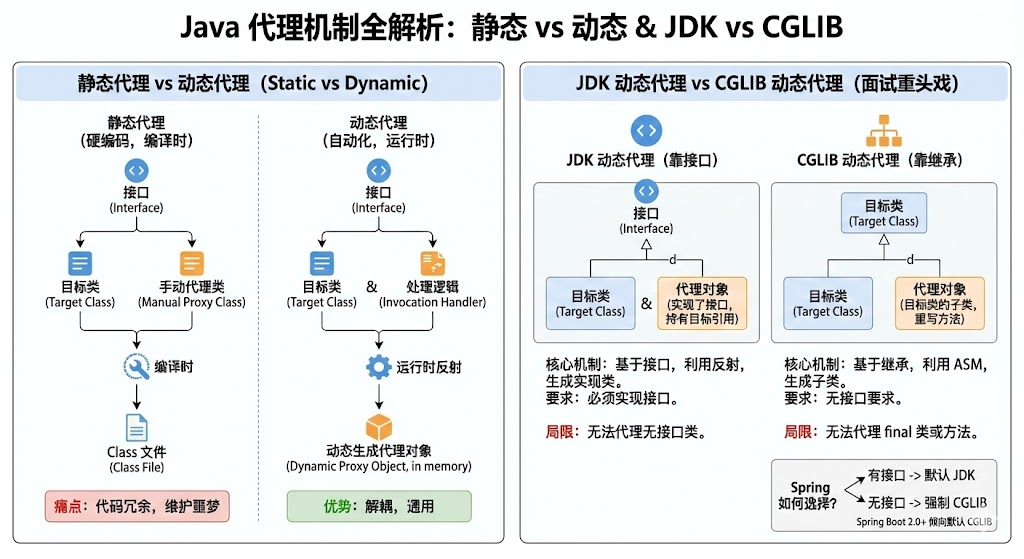 Java 代理机制全解析：静态 vs 动态 & JDK vs CGLIB
静态代理 vs 动态代理（Static vs Dynamic）
静态代理
(硬编码，编译时)
接口
(Interface)
目标类
(Target Class)
手动代理类
(Manual Proxy Class)
编译时
Class 文件
(Class File)
痛点：代码冗余，维护噩梦
动态代理
(自动化，运行时)
接口
(Interface)
目标类
(Target Class)
&
处理逻辑
(Invocation Handler)
运行时反射
动态生成代理对象
(Dynamic Proxy Object, in memory)
优势：解耦，通用
JDK 动态代理 vs CGLIB 动态代理（面试重头戏）
JDK 动态代理（靠接口）
接口
(Interface)
d
目标类
(Target Class)
&
代理对象
(实现了接口，
持有目标引用)
核心机制：基于接口，利用反射，
生成实现类。
要求：必须实现接口。
局限：无法代理无接口类。
CGLIB 动态代理（靠继承）
目标类
(Target Class)
d
目标类
(Target Class)
代理对象
(目标类的子类，
重写方法)
核心机制：基于继承，利用 ASM，
生成子类。
要求：无接口要求。
局限：无法代理 final 类或方法。
Spring
如何选择?
有接口 -> 默认 JDK
无接口 -> 强制 CGLIB
Spring Boot 2.0+ 倾向默认 CGLIB